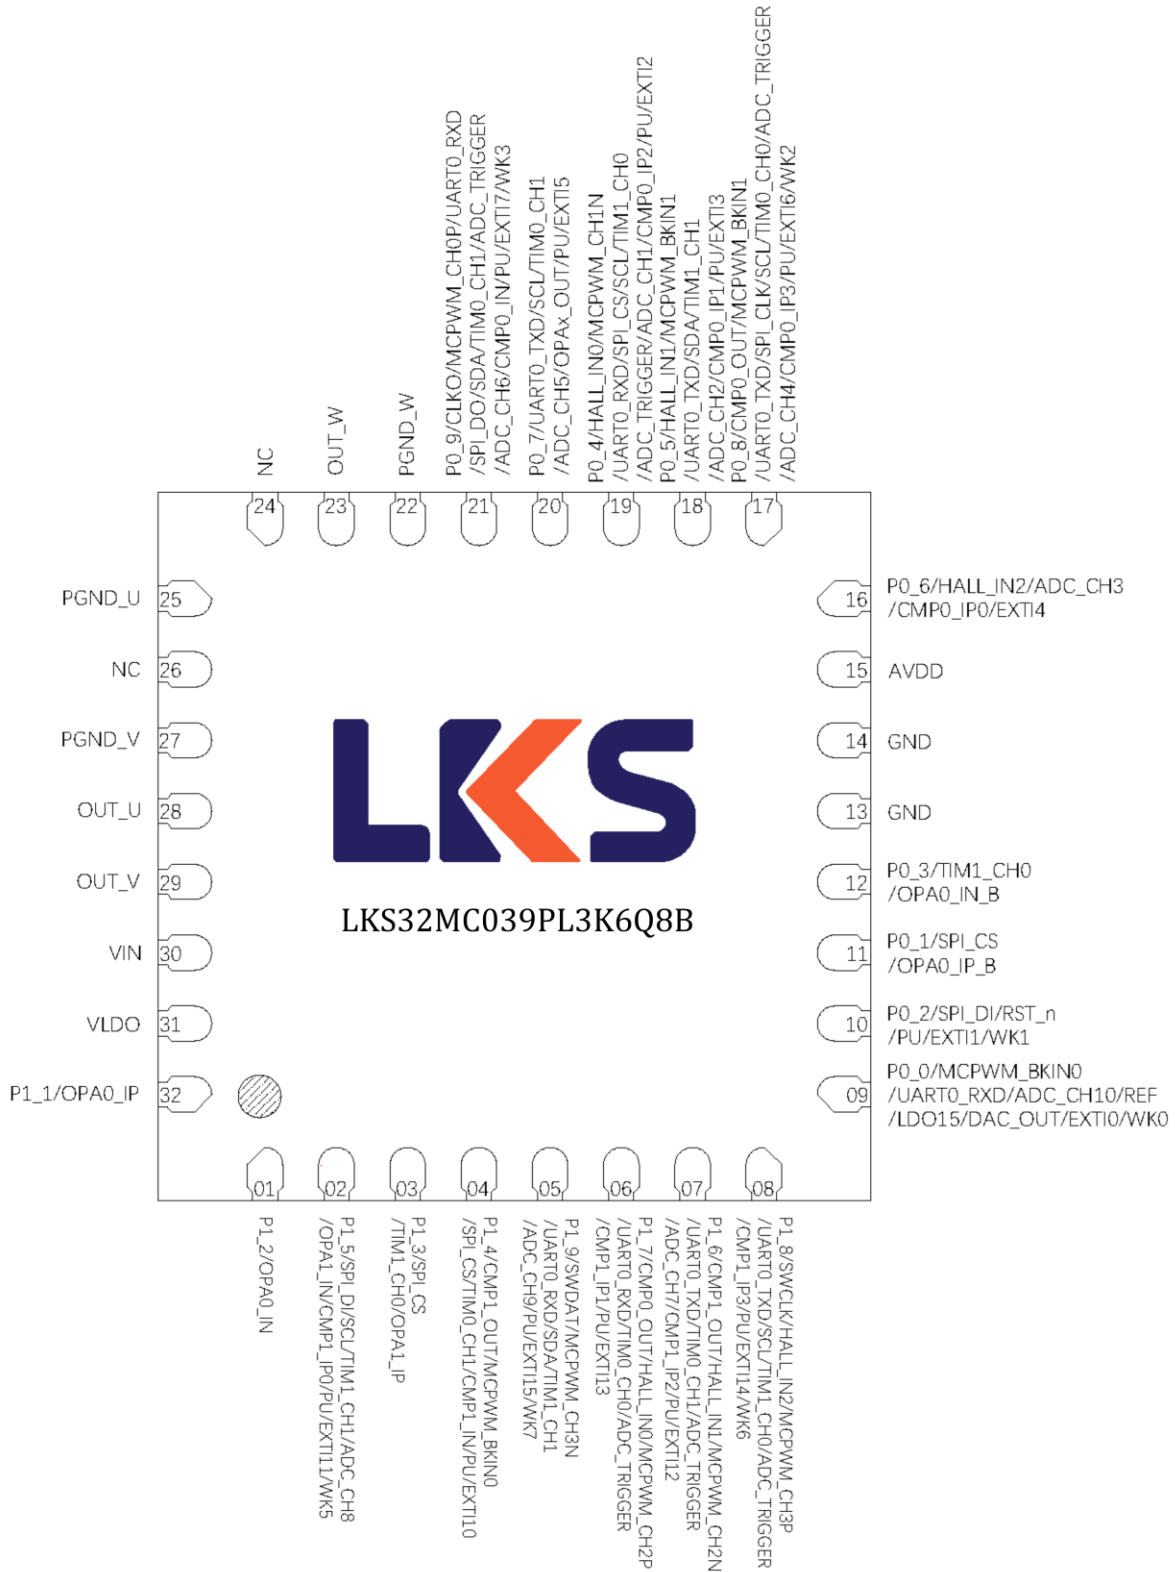 P0_9/CLKO/MCPWM_CH0P/UART0_RXD
/SPI_DO/SDA/TIM0_CH1/ADC_TRIGGER
/ADC_CH6/CMP0_IN/PU/EXTI7/WK3
P0_7/UART0_TXD/SCL/TIM0_CH1
/ADC_CH5/OPAx_OUT/PU/EXTI5
P0_4/HALL_IN0/MCPWM_CH1N
/UART0_RXD/SPI_CS/SCL/TIM1_CH0
/ADC_TRIGGER/ADC_CH1/CMP0_IP2/PU/EXTI2
P0_5/HALL_IN1/MCPWM_BKIN1
/UART0_TXD/SDA/TIM1_CH1
/ADC_CH2/CMP0_IP1/PU/EXTI3
P0_8/CMP0_OUT/MCPWM_BKIN1
/UART0_TXD/SPI_CLK/SCL/TIM0_CH0/ADC_TRIGGER
/ADC_CH4/CMP0_IP3/PU/EXTI6/WK2
NC
OUT_W
PGND_W
24
23
22
21
20
19
18
17
PGND_U 25
NC 26
PGND_V 27
OUT_U 28
OUT_V 29
VIN 30
VLDO 31
P1_1/OPA0_IP 32
LKS
LKS32MC039PL3K6Q8B
16 P0_6/HALL_IN2/ADC_CH3
/CMP0_IP0/EXTI4
15 AVDD
14 GND
13 GND
12 P0_3/TIM1_CH0
/OPA0_IN_B
11 P0_1/SPI_CS
/OPA0_IP_B
10 P0_2/SPI_DI/RST_n
/PU/EXTI1/WK1
09 P0_0/MCPWM_BKIN0
/UART0_RXD/ADC_CH10/REF
/LDO15/DAC_OUT/EXTI0/WK0
01
02
03
04
05
06
07
08
P1_2/OPA0_IN
P1_5/SPI_DI/SCL/TIM1_CH1/ADC_CH8
/OPA1_IN/CMP1_IP0/PU/EXTI11/WK5
P1_3/SPI_CS
/TIM1_CH0/OPA1_IP
P1_4/CMP1_OUT/MCPWM_BKIN0
/SPI_CS/TIM0_CH1/CMP1_IN/PU/EXTI10
P1_9/SWDAT/MCPWM_CH3N
/UART0_RXD/SDA/TIM1_CH1
/ADC_CH9/PU/EXTI15/WK7
P1_7/CMP0_OUT/HALL_IN0/MCPWM_CH2P
/UART0_RXD/TIM0_CH0/ADC_TRIGGER
/CMP1_IP1/PU/EXTI13
P1_6/CMP1_OUT/HALL_IN1/MCPWM_CH2N
/UART0_TXD/TIM0_CH1/ADC_TRIGGER
/ADC_CH7/CMP1_IP2/PU/EXTI12
P1_8/SWCLK/HALL_IN2/MCPWM_CH3P
/UART0_TXD/SCL/TIM1_CH0/ADC_TRIGGER
/CMP1_IP3/PU/EXTI14/WK6